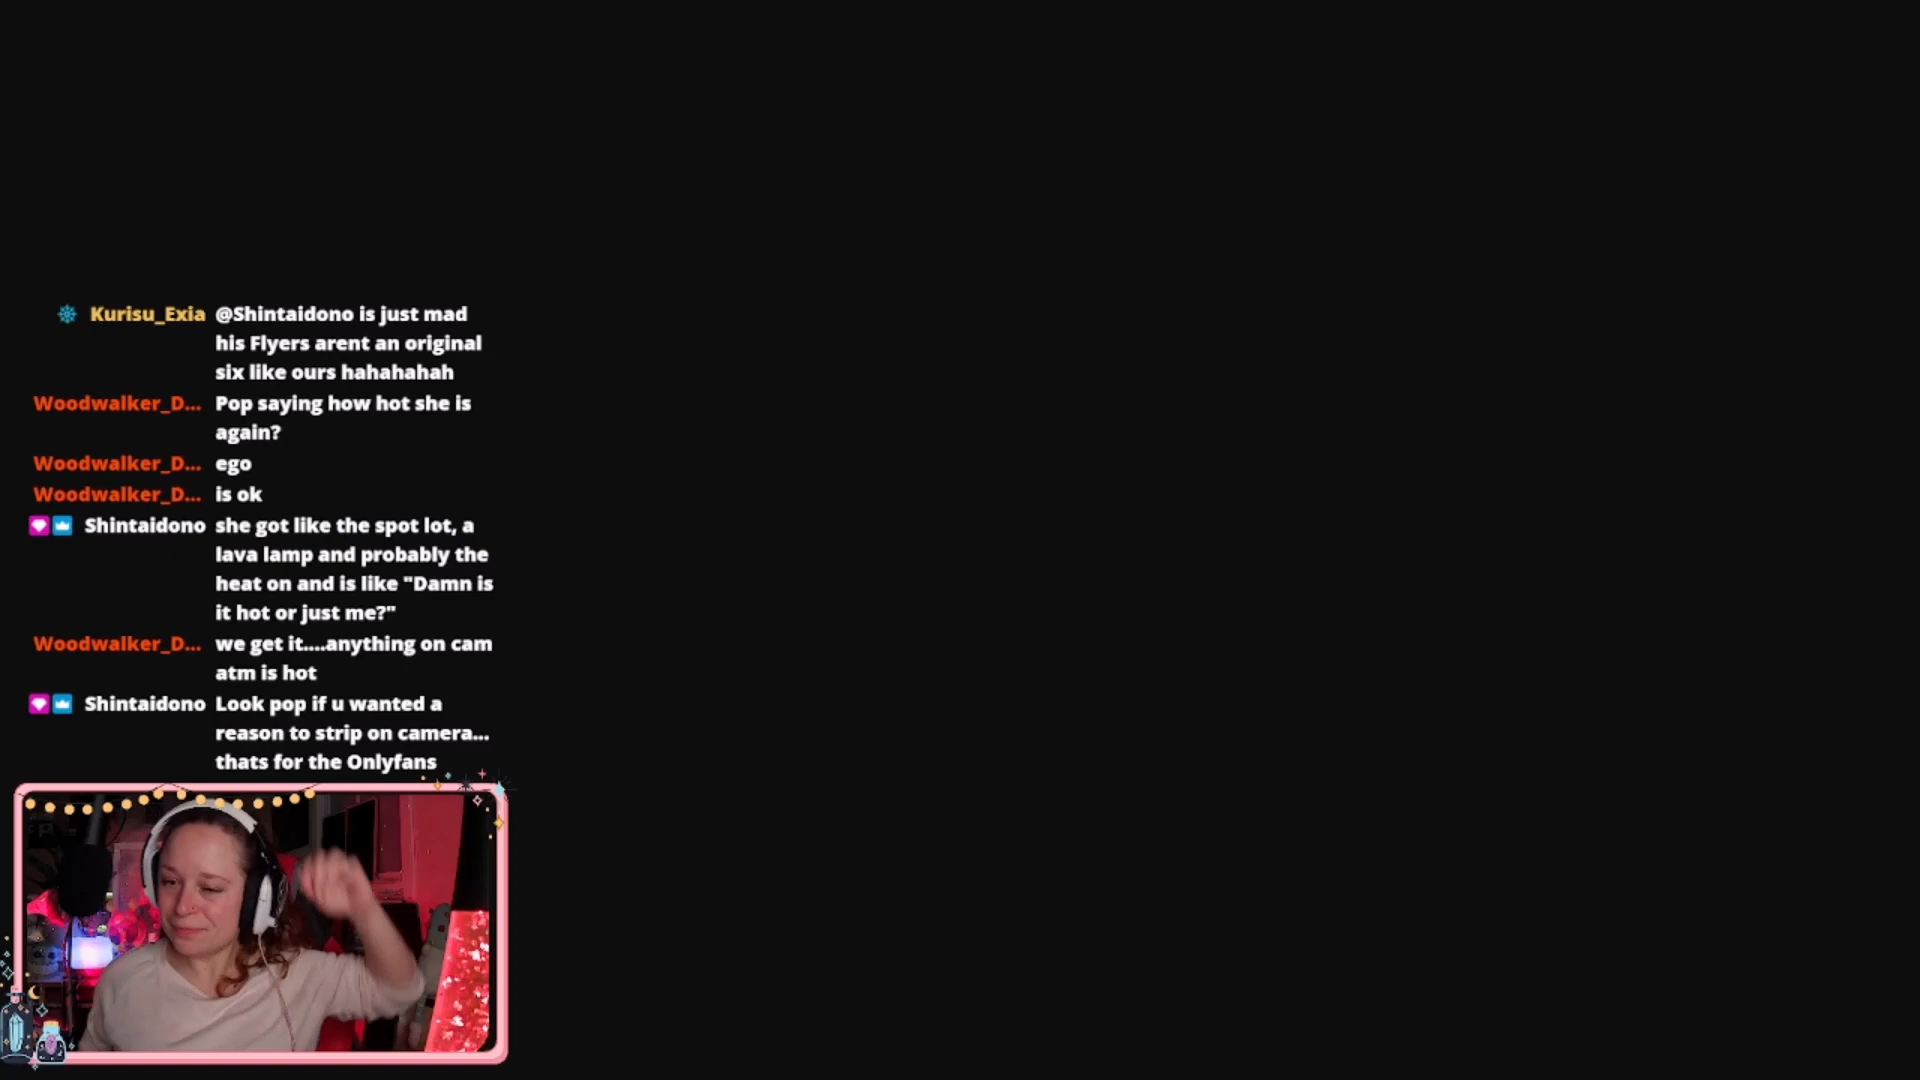 Kurisu_Exia @Shintaidono is just mad
his Flyers arent an original
six like ours hahahahah
Woodwalker_D... Pop saying how hot she is
again?
Woodwalker_D... ego
Woodwalker_D... is ok
Shintaidono she got like the spot lot, a
lava lamp and probably the
heat on and is like "Damn is
it hot or just me?"
Woodwalker_D... we get it....anything on cam
atm is hot
Shintaidono Look pop if u wanted a
reason to strip on camera...
thats for the Onlyfans